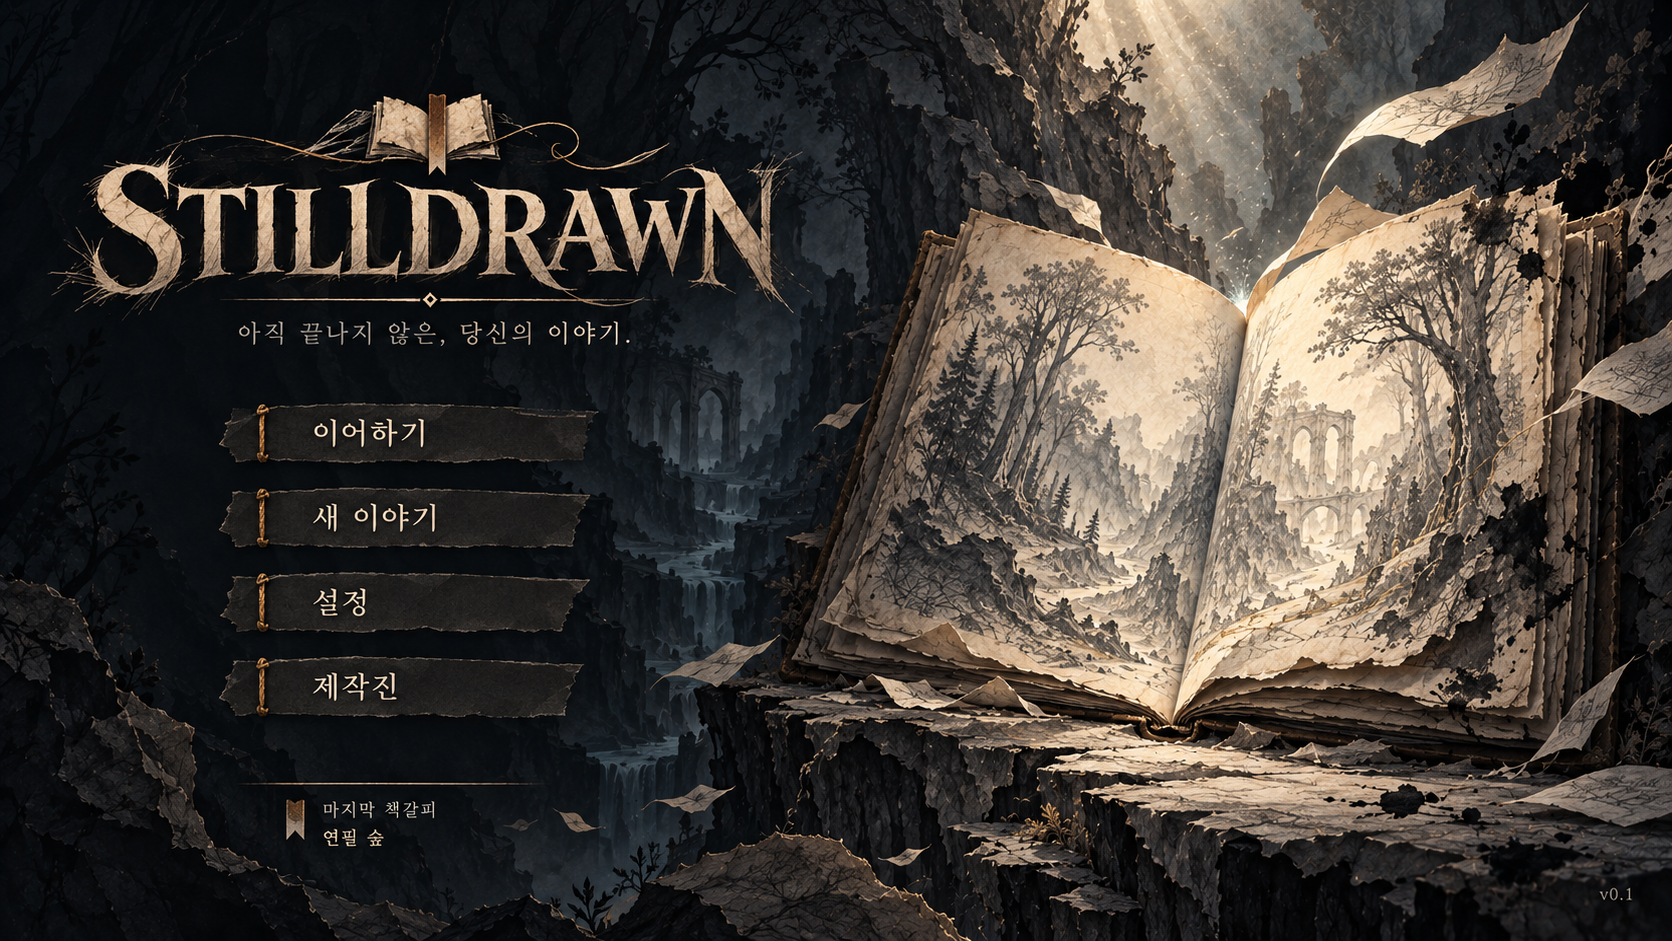 STILLDRAWN
아직 끝나지 않은, 당신의 이야기.
이어하기
새 이야기
설정
제작진
마지막 책갈피
연필 숲
v0.1